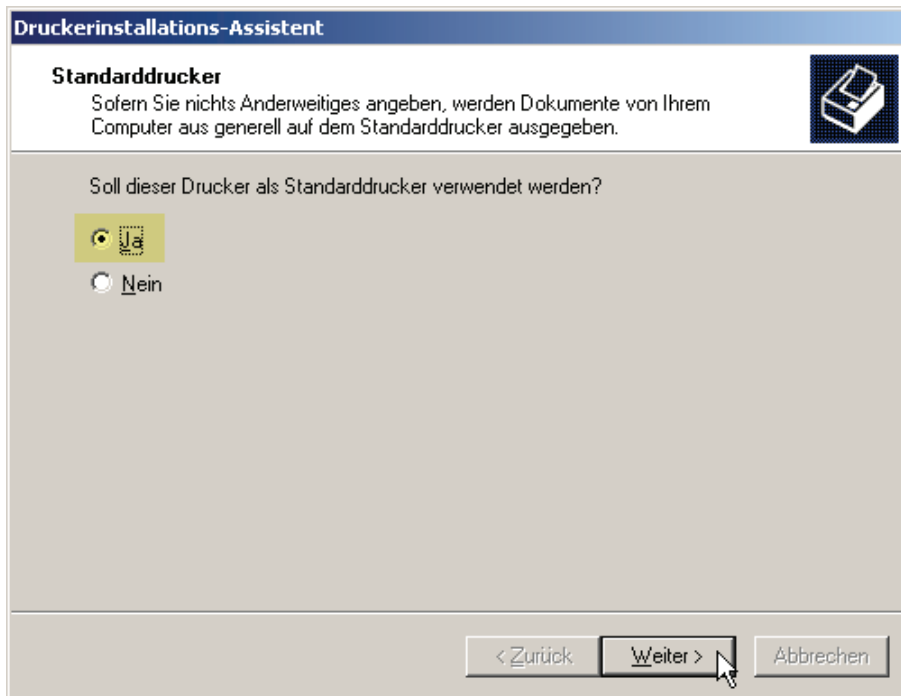 Druckerinstallations-Assistent
Standarddrucker
Sofern Sie nichts Anderweitiges angeben, werden Dokumente von Ihrem
Computer aus generell auf dem Standarddrucker ausgegeben.
Soll dieser Drucker als Standarddrucker verwendet werden?
Ja
Nein
< Zurück Weiter > Abbrechen